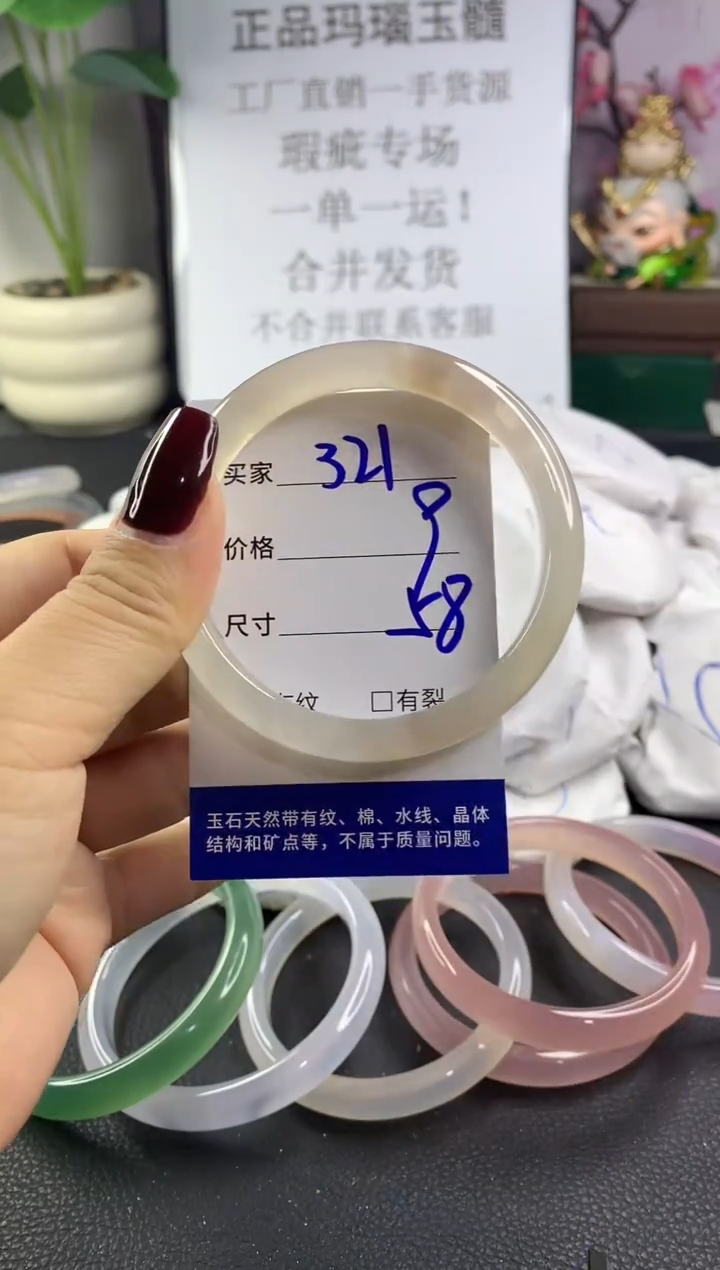 正品玛瑙玉髓
工厂直销一手货源
瑕疵专场
一单一运！
合并发货
不合并联系客服
买家 321
价格
尺寸 58
纹 □有裂
玉石天然带有纹、棉、水线、晶体
结构和矿点等，不属于质量问题。